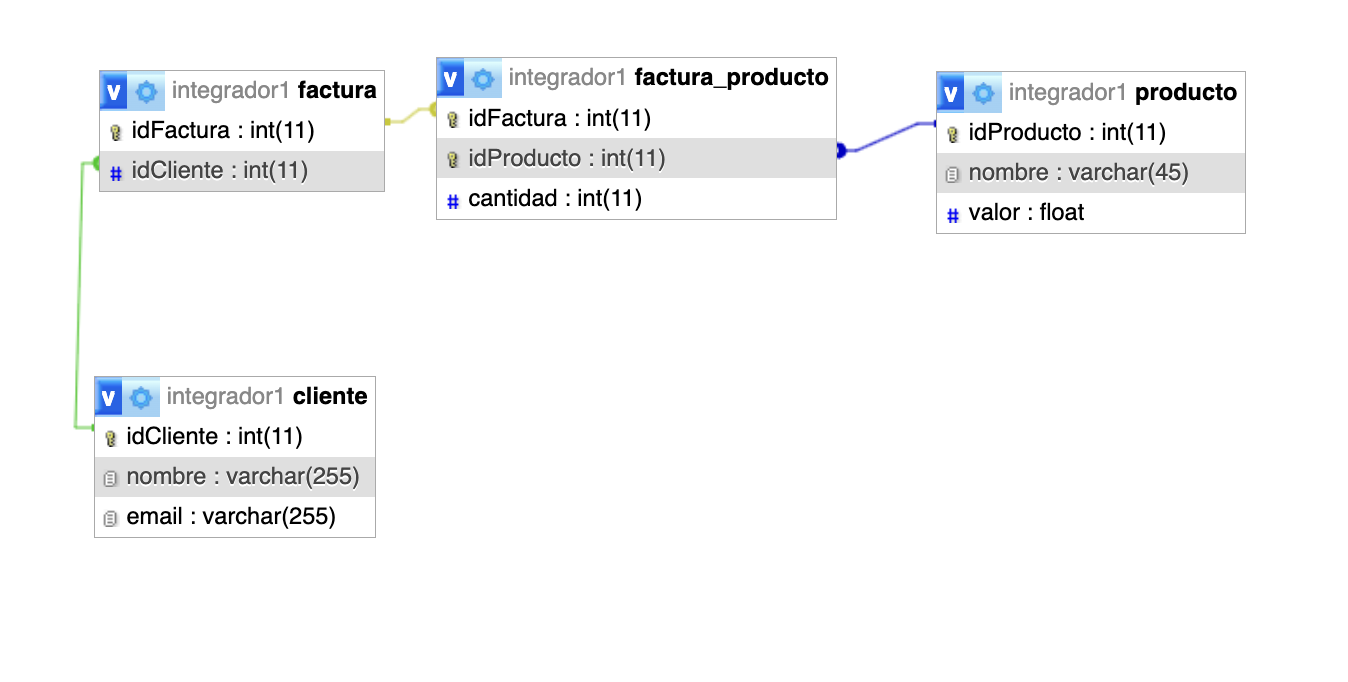 v integrador1 factura
idFactura : int(11)
# idCliente : int(11)
v integrador1 factura_producto
idFactura : int(11)
idProducto : int(11)
# cantidad : int(11)
v integrador1 producto
idProducto : int(11)
nombre : varchar(45)
# valor : float
v integrador1 cliente
idCliente : int(11)
nombre : varchar(255)
email : varchar(255)